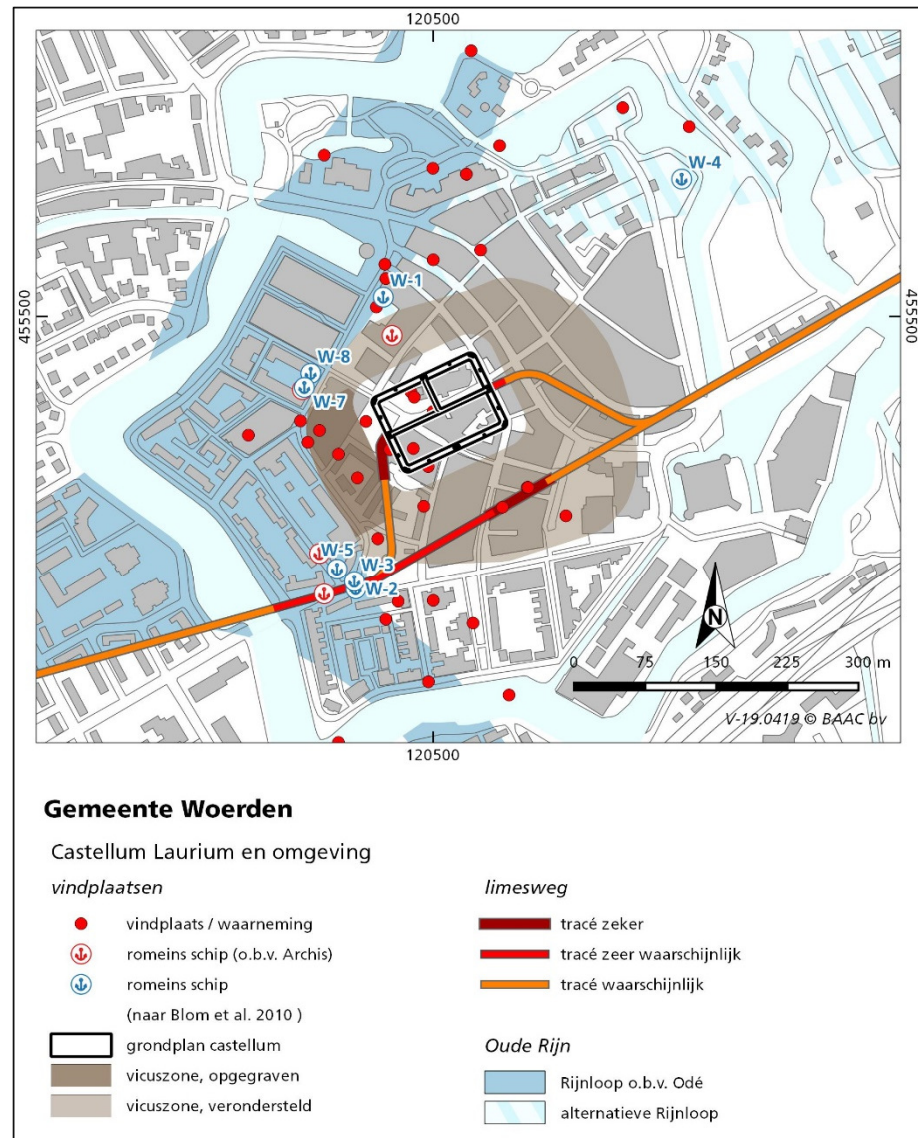 120500
W-4
455500
455500
W-1
W-8
W-7
W-5
W-3
W-2
N
0 75 150 225 300 m
V-19.0419 © BAAC bv
120500
Gemeente Woerden
Castellum Laurium en omgeving
vindplaatsen
vindplaats / waarneming
romeins schip (o.b.v. Archis)
romeins schip
(naar Blom et al. 2010 )
grondplan castellum
vicuszone, opgegraven
vicuszone, verondersteld
limesweg
tracé zeker
tracé zeer waarschijnlijk
tracé waarschijnlijk
Oude Rijn
Rijnloop o.b.v. Odé
alternatieve Rijnloop